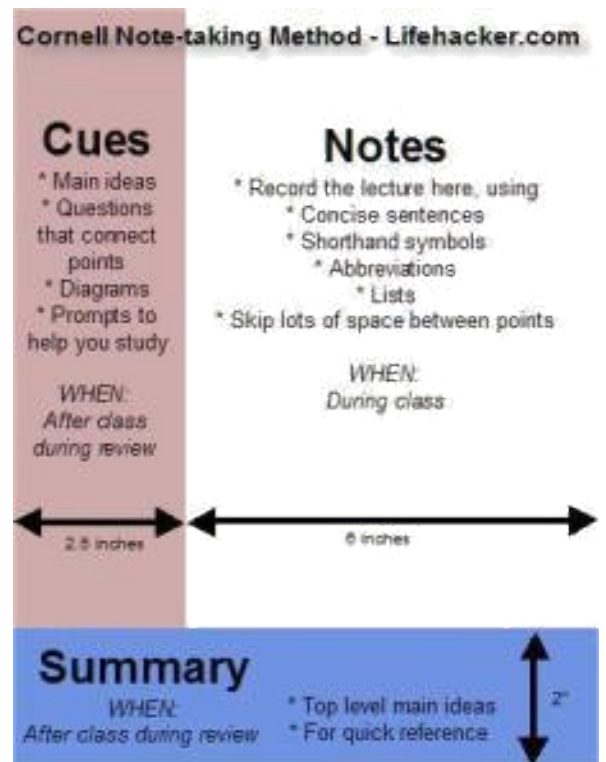 Cornell Note-taking Method - Lifehacker.com
Cues
* Main ideas
* Questions
that connect
points
* Diagrams
* Prompts to
help you study
WHEN:
After class
during review
2.5 inches
Notes
* Record the lecture here, using
* Concise sentences
* Shorthand symbols
* Abbreviations
* Lists
* Skip lots of space between points
WHEN:
During class
6 inches
Summary
WHEN:
After class during review
* Top level main ideas
* For quick reference
2"